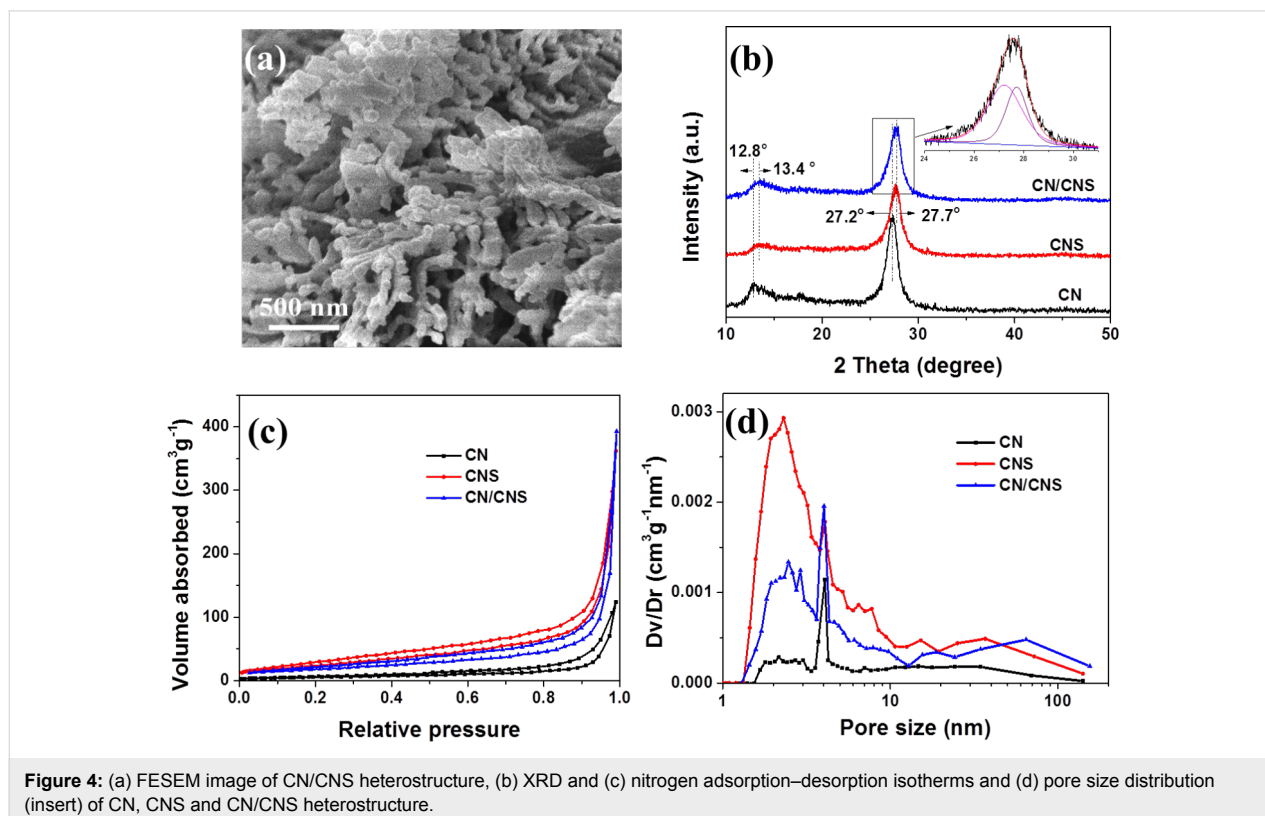 (a)
500 nm
(b)
Intensity (a.u.)
12.8°
13.4 °
27.2°
27.7°
CN/CNS
CNS
CN
24 26 28 30
10 20 30 40 50
2 Theta (degree)
(c)
Volume absorbed (cm³g⁻¹)
400
300
200
100
0
CN
CNS
CN/CNS
0.0 0.2 0.4 0.6 0.8 1.0
Relative pressure
(d)
Dv/Dr (cm³g⁻¹nm⁻¹)
0.003
0.002
0.001
0.000
CN
CNS
CN/CNS
1 10 100
Pore size (nm)
Figure 4: (a) FESEM image of CN/CNS heterostructure, (b) XRD and (c) nitrogen adsorption–desorption isotherms and (d) pore size distribution
(insert) of CN, CNS and CN/CNS heterostructure.